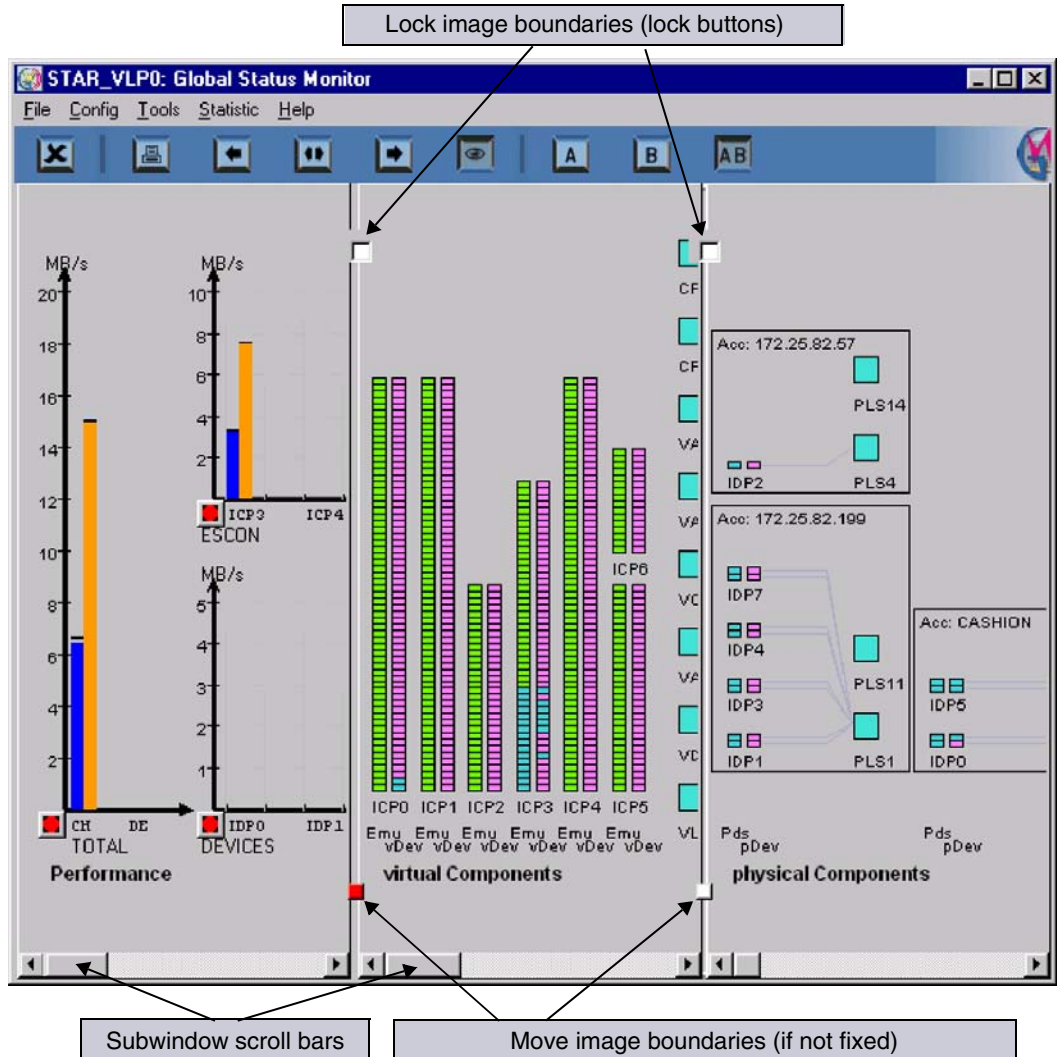 Lock image boundaries (lock buttons)
STAR_VLP0: Global Status Monitor
File Config Tools Statistic Help
A B AB
MB/s
20
18
16
14
12
10
8
6
4
2
CH DE
TOTAL
MB/s
10
8
6
4
2
ICP3 ICP4
ESCON
MB/s
5
4
3
2
1
IDP0 IDP1
DEVICES
Performance
ICP6
ICP0 ICP1 ICP2 ICP3 ICP4 ICP5
Emu Emu Emu Emu Emu Emu
vDev vDev vDev vDev vDev vDev
virtual Components
CF
CF
VA
VA
VC
VA
VD
VL
Acc: 172.25.82.57
PLS14
IDP2 PLS4
Acc: 172.25.82.199
IDP7
IDP4
PLS11
IDP3
IDP1 PLS1
Acc: CASHION
IDP5
IDP0
Pds Pds
pDev pDev
physical Components
Subwindow scroll bars
Move image boundaries (if not fixed)